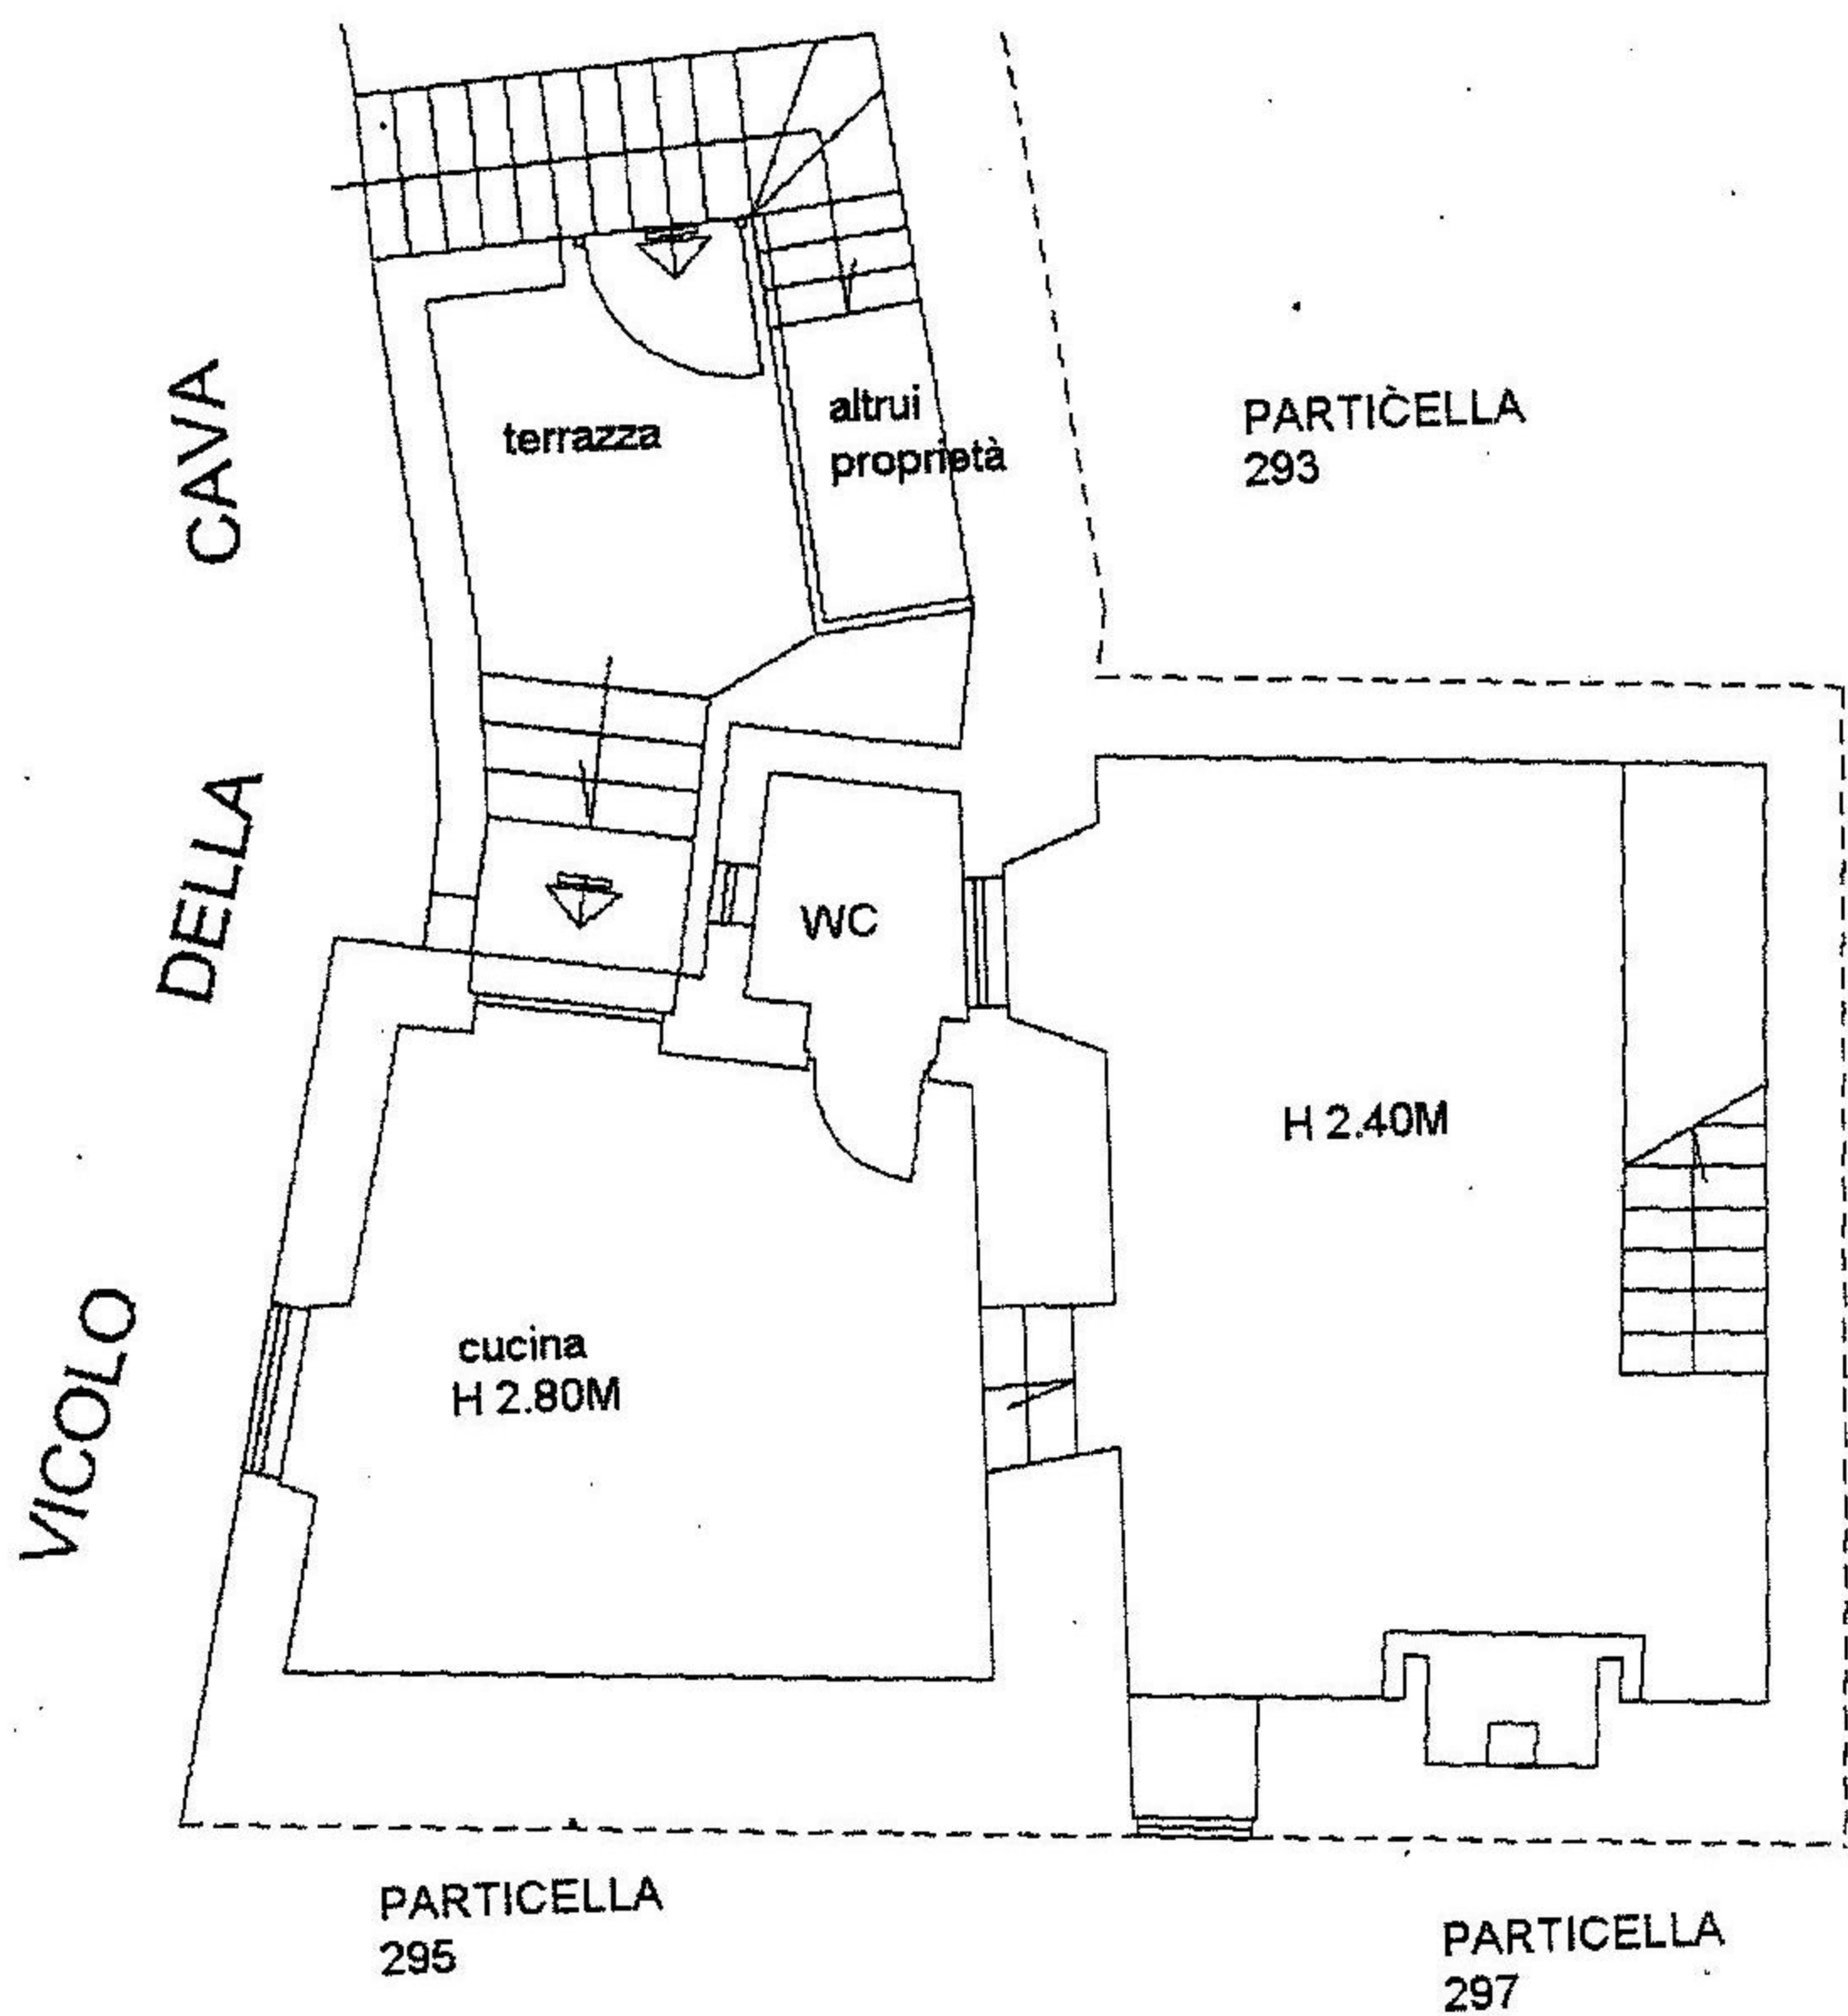 terrazza
altrui
proprietà
PARTICELLA
293
VICOLO DELLA CAVA
WC
H 2.40M
cucina
H 2.80M
PARTICELLA
295
PARTICELLA
297